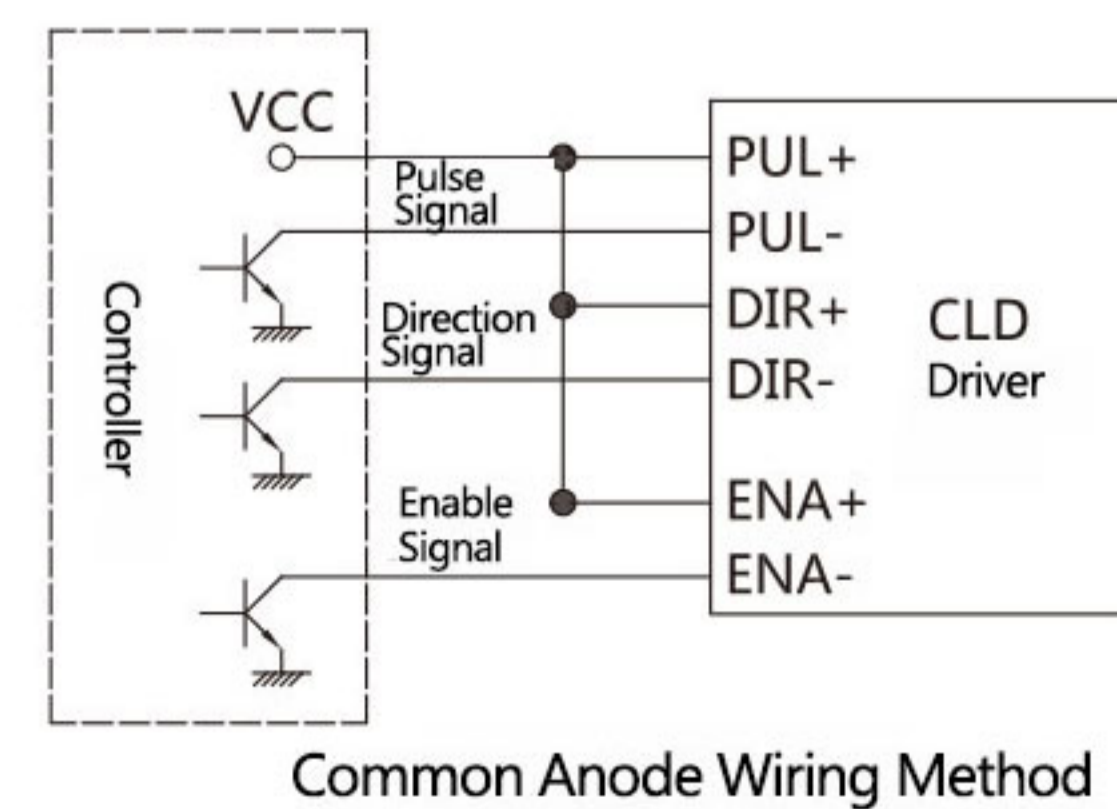 VCC
Pulse
Signal
Direction
Signal
Enable
Signal
Controller
PUL+
PUL-
DIR+
DIR-
ENA+
ENA-
CLD
Driver
Common Anode Wiring Method